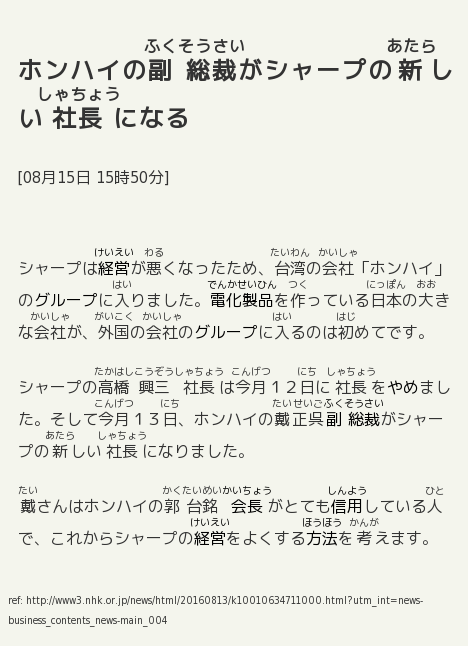 ホンハイの副総裁がシャープの新し
い社長になる
[08月15日 15時50分]
シャープは経営が悪くなったため、台湾の会社「ホンハイ」
のグループに入りました。電化製品を作っている日本の大き
な会社が、外国の会社のグループに入るのは初めてです。
シャープの高橋興三社長は今月１２日に社長をやめまし
た。そして今月１３日、ホンハイの戴正呉副総裁がシャー
プの新しい社長になりました。
戴さんはホンハイの郭台銘会長がとても信用している人
で、これからシャープの経営をよくする方法を考えます。
ref: http://www3.nhk.or.jp/news/html/20160813/k10010634711000.html?utm_int=news-
business_contents_news-main_004